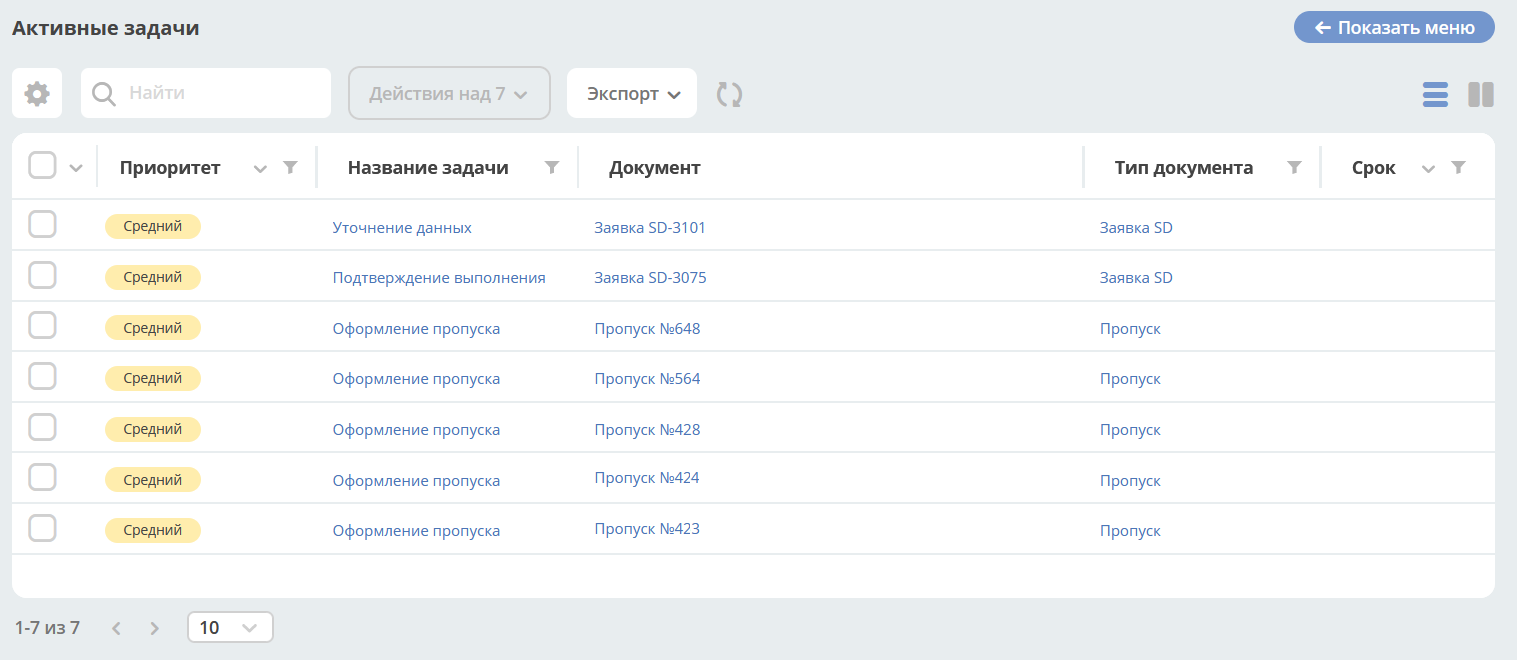 Активные задачи
Показать меню
Найти
Действия над 7
Экспорт
Приоритет Название задачи Документ Тип документа Срок
Средний Уточнение данных Заявка SD-3101 Заявка SD
Средний Подтверждение выполнения Заявка SD-3075 Заявка SD
Средний Оформление пропуска Пропуск №648 Пропуск
Средний Оформление пропуска Пропуск №564 Пропуск
Средний Оформление пропуска Пропуск №428 Пропуск
Средний Оформление пропуска Пропуск №424 Пропуск
Средний Оформление пропуска Пропуск №423 Пропуск
1-7 из 7
10